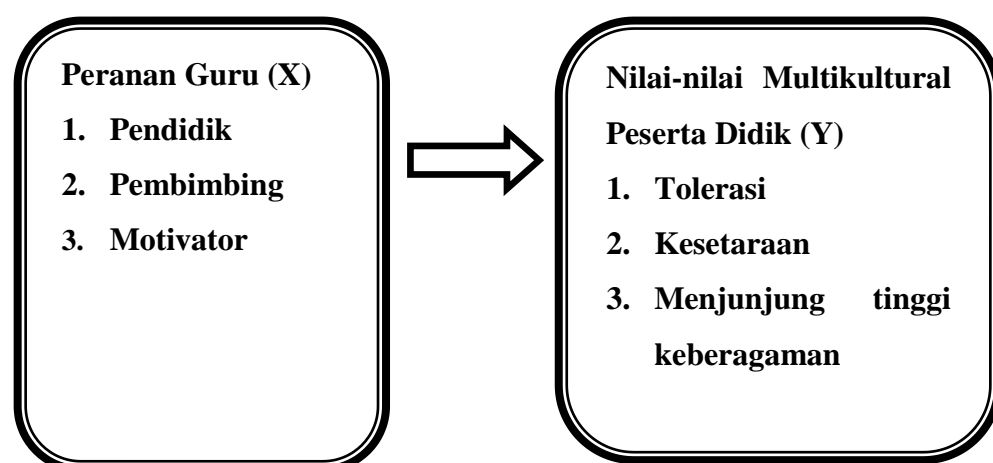 Peranan Guru (X)
1. Pendidik
2. Pembimbing
3. Motivator
Nilai-nilai Multikultural
Peserta Didik (Y)
1. Tolerasi
2. Kesetaraan
3. Menjunjung tinggi
keberagaman